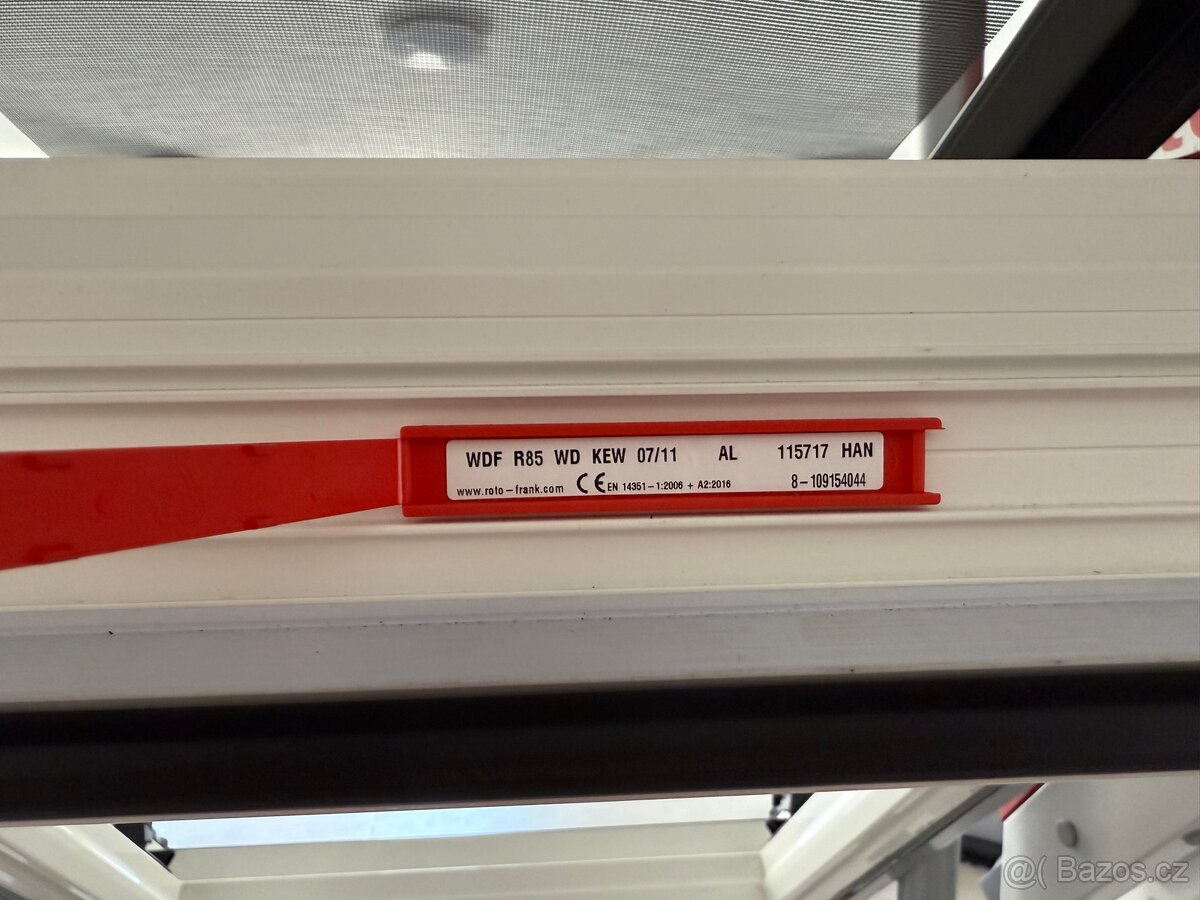 WDF R85 WD KEW 07/11 AL 115717 HAN
www.roto-frank.com CE EN 14351-1:2006 + A2:2016 8-109154044
@( Bazos.cz